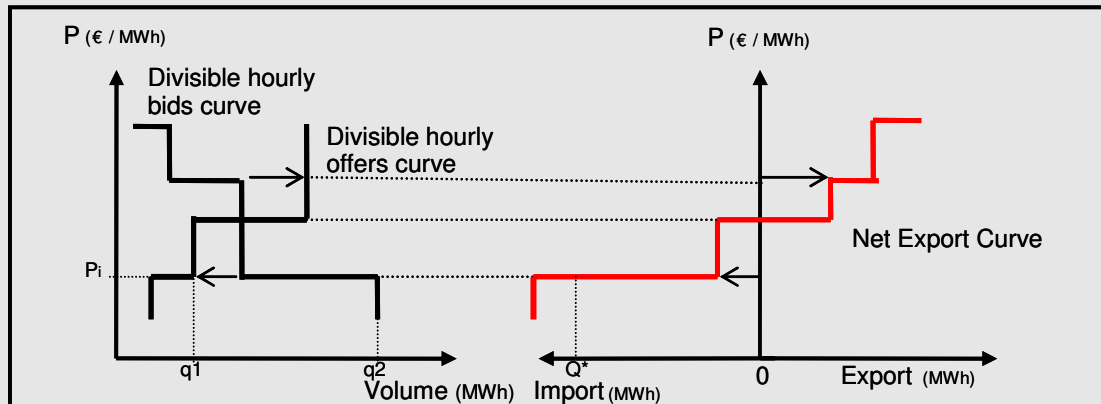 P (€ / MWh)
Divisible hourly
bids curve
Divisible hourly
offers curve
Pi
q1
q2
Volume (MWh)
P (€ / MWh)
Net Export Curve
Q*
0
Import (MWh)
Export (MWh)